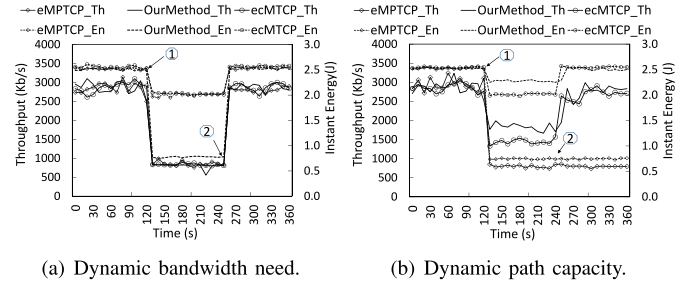 eMPTCP_Th OurMethod_Th ecMTCP_Th
eMPTCP_En OurMethod_En ecMTCP_En
4000 3.0
3500 2.5
3000
2500 2.0
2000 1.5
1500 1.0
1000
500 0.5
0 0.0
Throughput (Kb/s)
Instant Energy(J)
①
②
0 30 60 90 120 150 180 210 240 270 300 330 360
Time (s)
(a) Dynamic bandwidth need.
eMPTCP_Th OurMethod_Th ecMTCP_Th
eMPTCP_En OurMethod_En ecMTCP_En
4000 3.0
3500 2.5
3000
2500 2.0
2000 1.5
1500 1.0
1000
500 0.5
0 0.0
Throughput (Kb/s)
Instant Energy (J)
①
②
0 30 60 90 120 150 180 210 240 270 300 330 360
Time (s)
(b) Dynamic path capacity.